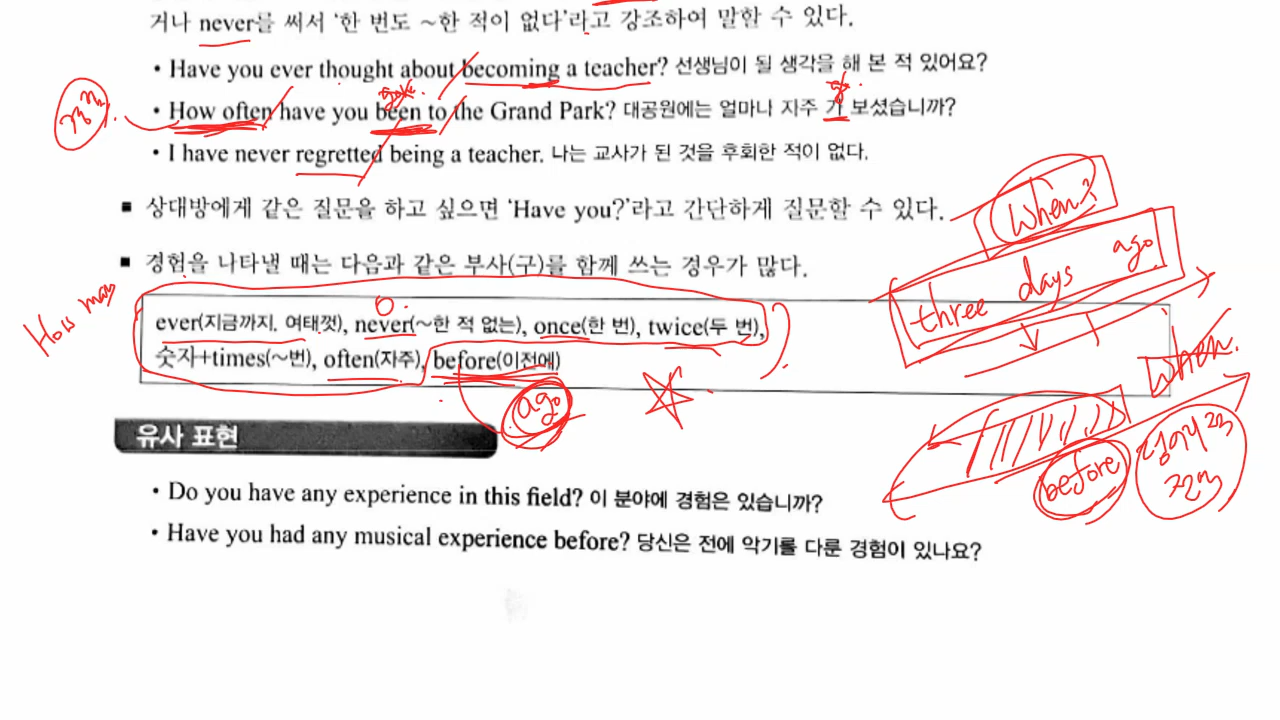 거나 never를 써서 '한 번도 ~한 적이 없다'라고 강조하여 말할 수 있다.
• Have you ever thought about becoming a teacher? 선생님이 될 생각을 해 본 적 있어요?
• How often have you been to the Grand Park? 대공원에는 얼마나 자주 가 보셨습니까?
• I have never regretted being a teacher. 나는 교사가 된 것을 후회한 적이 없다.
■ 상대방에게 같은 질문을 하고 싶으면 'Have you?'라고 간단하게 질문할 수 있다.
When?
■ 경험을 나타낼 때는 다음과 같은 부사(구)를 함께 쓰는 경우가 많다.
three days ago
ever(지금까지, 여태껏), never(~한 적 없는), once(한 번), twice(두 번),
숫자+times(~번), often(자주), before(이전에)
When
ago
before
유사 표현
• Do you have any experience in this field? 이 분야에 경험은 있습니까?
• Have you had any musical experience before? 당신은 전에 악기를 다룬 경험이 있나요?